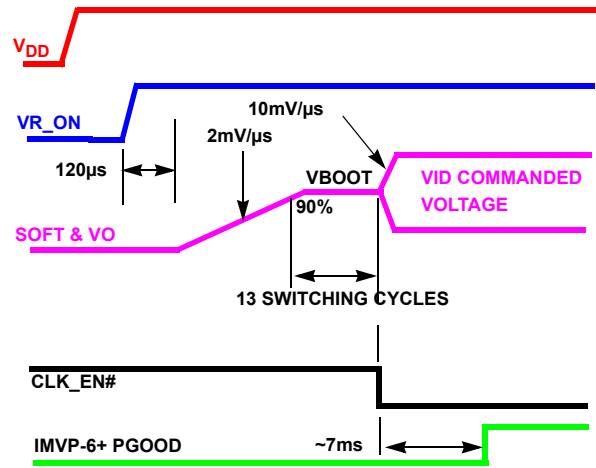 VDD
10mV/µs
VR_ON
2mV/µs
120µs
VBOOT
VID COMMANDED
VOLTAGE
90%
SOFT & VO
13 SWITCHING CYCLES
CLK_EN#
IMVP-6+ PGOOD
~7ms